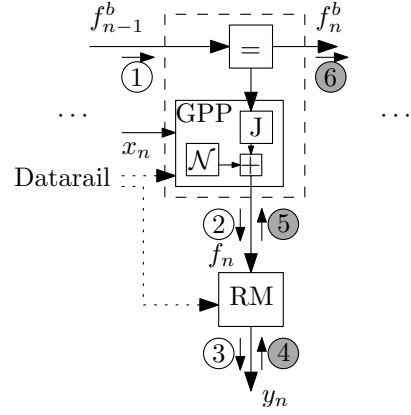 f^b_{n-1} f^b_n
=
1 6
... GPP J ...
x_n 𝒩 +
Datarail
2 5
f_n
RM
3 4
y_n